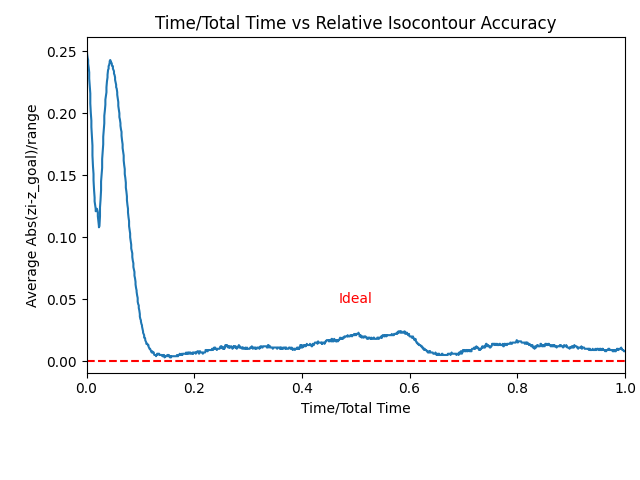 Time/Total Time vs Relative Isocontour Accuracy
Average Abs(zi-z_goal)/range
0.25
0.20
0.15
0.10
0.05
0.00
Ideal
0.0 0.2 0.4 0.6 0.8 1.0
Time/Total Time